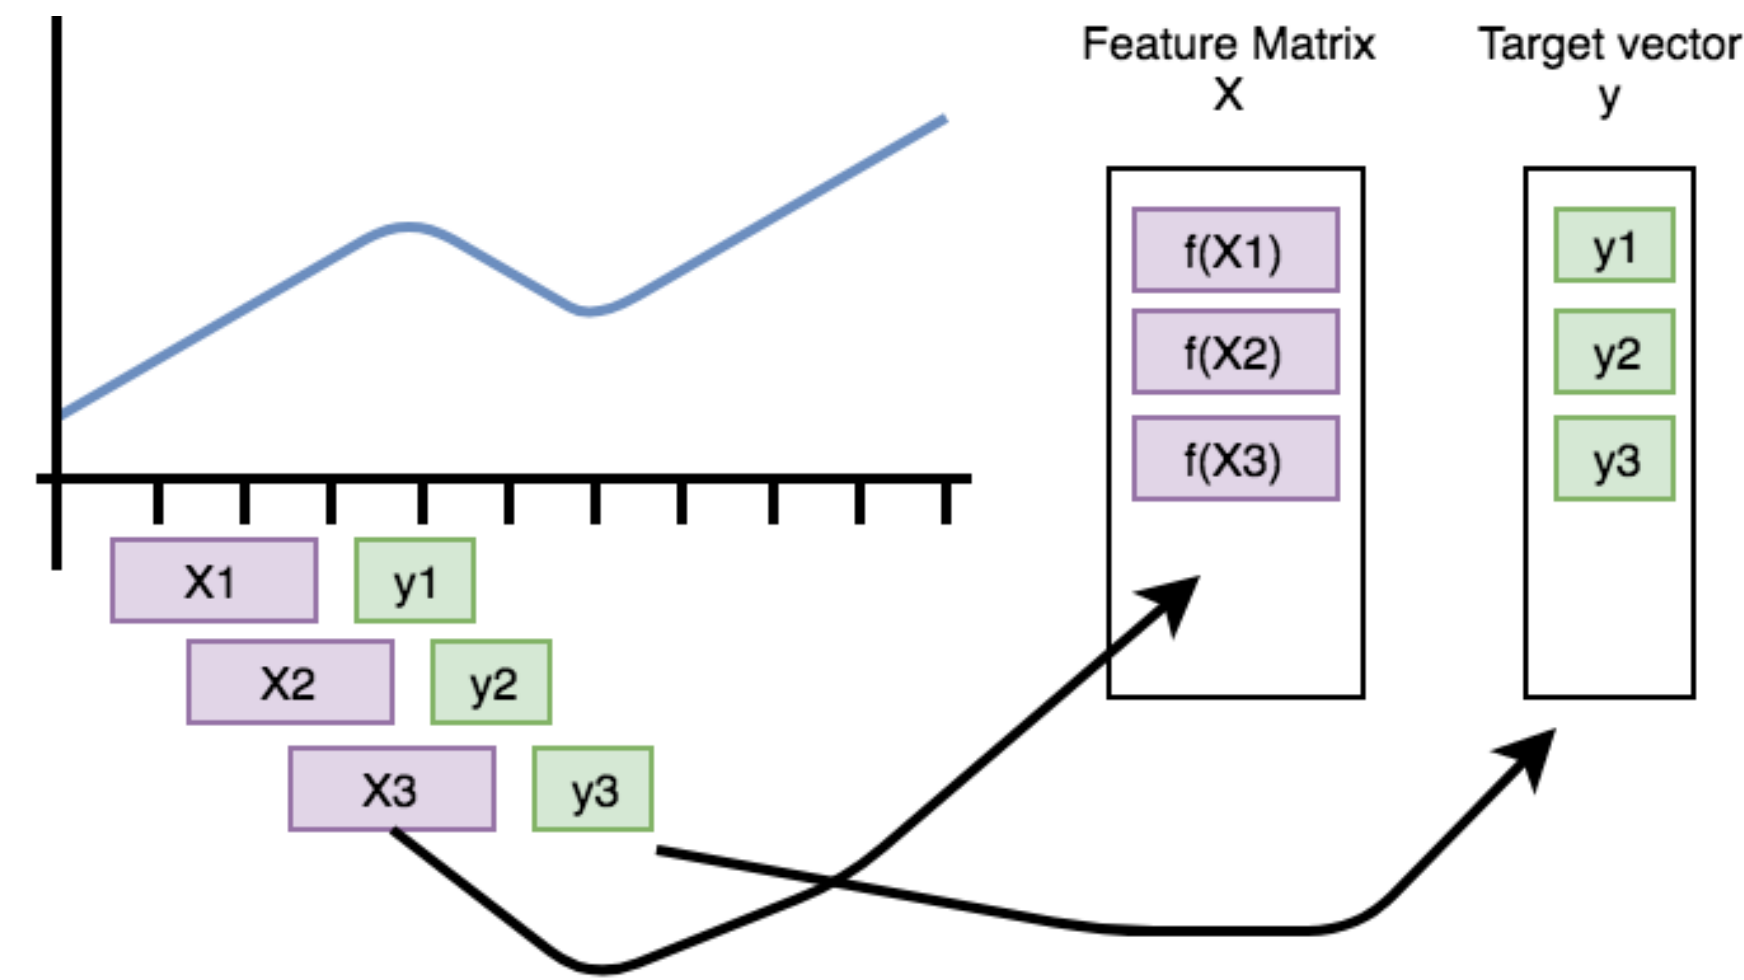 Feature Matrix
X
Target vector
y
f(X1)
y1
f(X2)
y2
f(X3)
y3
X1
y1
X2
y2
X3
y3